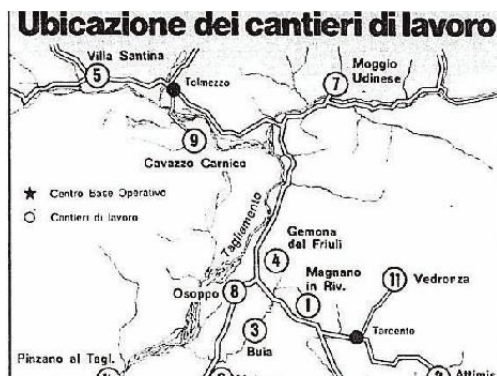 Ubicazione dei cantieri di lavoro
Villa Santina
5
Tolmezzo
Moggio
Udinese
7
9
Cavazzo Carnico
Centro Base Operativo
Cantieri di lavoro
Tagliamento
Gemona
del Friuli
4
Magnano
in Riv.
1
11
Vedronza
Osoppo
8
3
Buia
Tarcento
Pinzano al Tagl.
Attimis